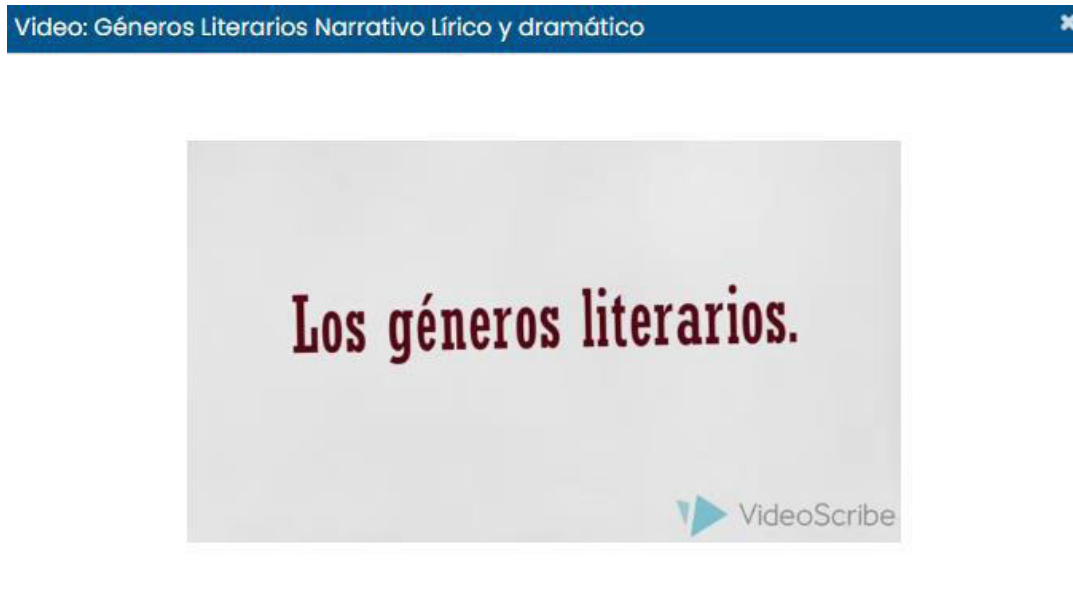 Video: Géneros Literarios Narrativo Lírico y dramático
Los géneros literarios.
VideoScribe